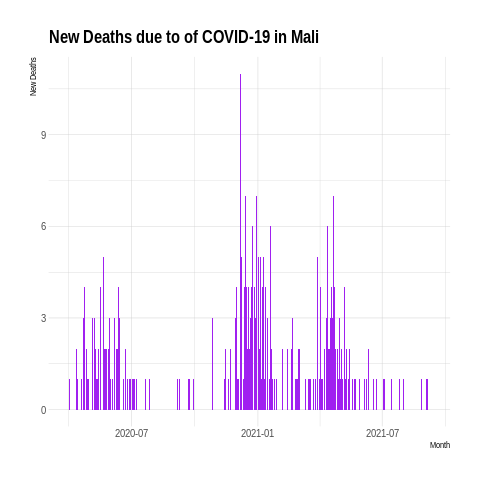 New Deaths due to of COVID-19 in Mali
New Deaths
9
6
3
0
2020-07
2021-01
2021-07
Month